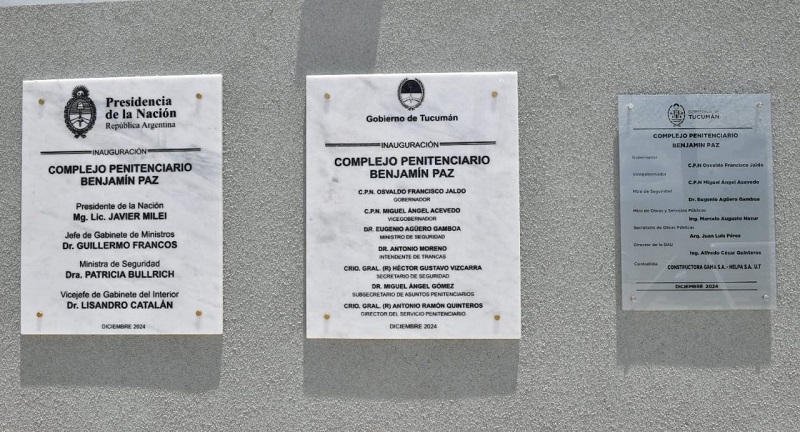 Presidencia
de la Nación
República Argentina
INAUGURACIÓN
COMPLEJO PENITENCIARIO
BENJAMÍN PAZ
Presidente de la Nación
Mg. Lic. JAVIER MILEI
Jefe de Gabinete de Ministros
Dr. GUILLERMO FRANCOS
Ministra de Seguridad
Dra. PATRICIA BULLRICH
Vicejefe de Gabinete del Interior
Dr. LISANDRO CATALÁN
DICIEMBRE 2024
Gobierno de Tucumán
INAUGURACIÓN
COMPLEJO PENITENCIARIO
BENJAMÍN PAZ
C.P.N. OSVALDO FRANCISCO JALDO
GOBERNADOR
C.P.N. MIGUEL ÁNGEL ACEVEDO
VICEGOBERNADOR
DR. EUGENIO AGÜERO GAMBOA
MINISTRO DE SEGURIDAD
DR. ANTONIO MORENO
INTENDENTE DE TRANCAS
CRIO. GRAL. (R) HÉCTOR GUSTAVO VIZCARRA
SECRETARIO DE SEGURIDAD
DR. MIGUEL ÁNGEL GÓMEZ
SUBSECRETARIO DE ASUNTOS PENITENCIARIOS
CRIO. GRAL. (R) ANTONIO RAMÓN QUINTEROS
DIRECTOR DEL SERVICIO PENITENCIARIO
DICIEMBRE 2024
GOBIERNO DE
TUCUMÁN
COMPLEJO PENITENCIARIO
BENJAMIN PAZ
Gobernador
C.P.N Osvaldo Francisco Jaldo
Vicegobernador
C.P.N Miguel Ángel Acevedo
Mtro de Seguridad
Dr. Eugenio Agüero Gamboa
Mtro de Obras y Servicios Públicos
Ing. Marcelo Augusto Nazur
Secretario de Obras Públicas
Arq. Juan Luis Pérez
Director de la DAU
Ing. Alfredo César Quinteros
Contratista CONSTRUCTORA GAMA S.A. - HELPA S.A. U.T
DICIEMBRE 2024